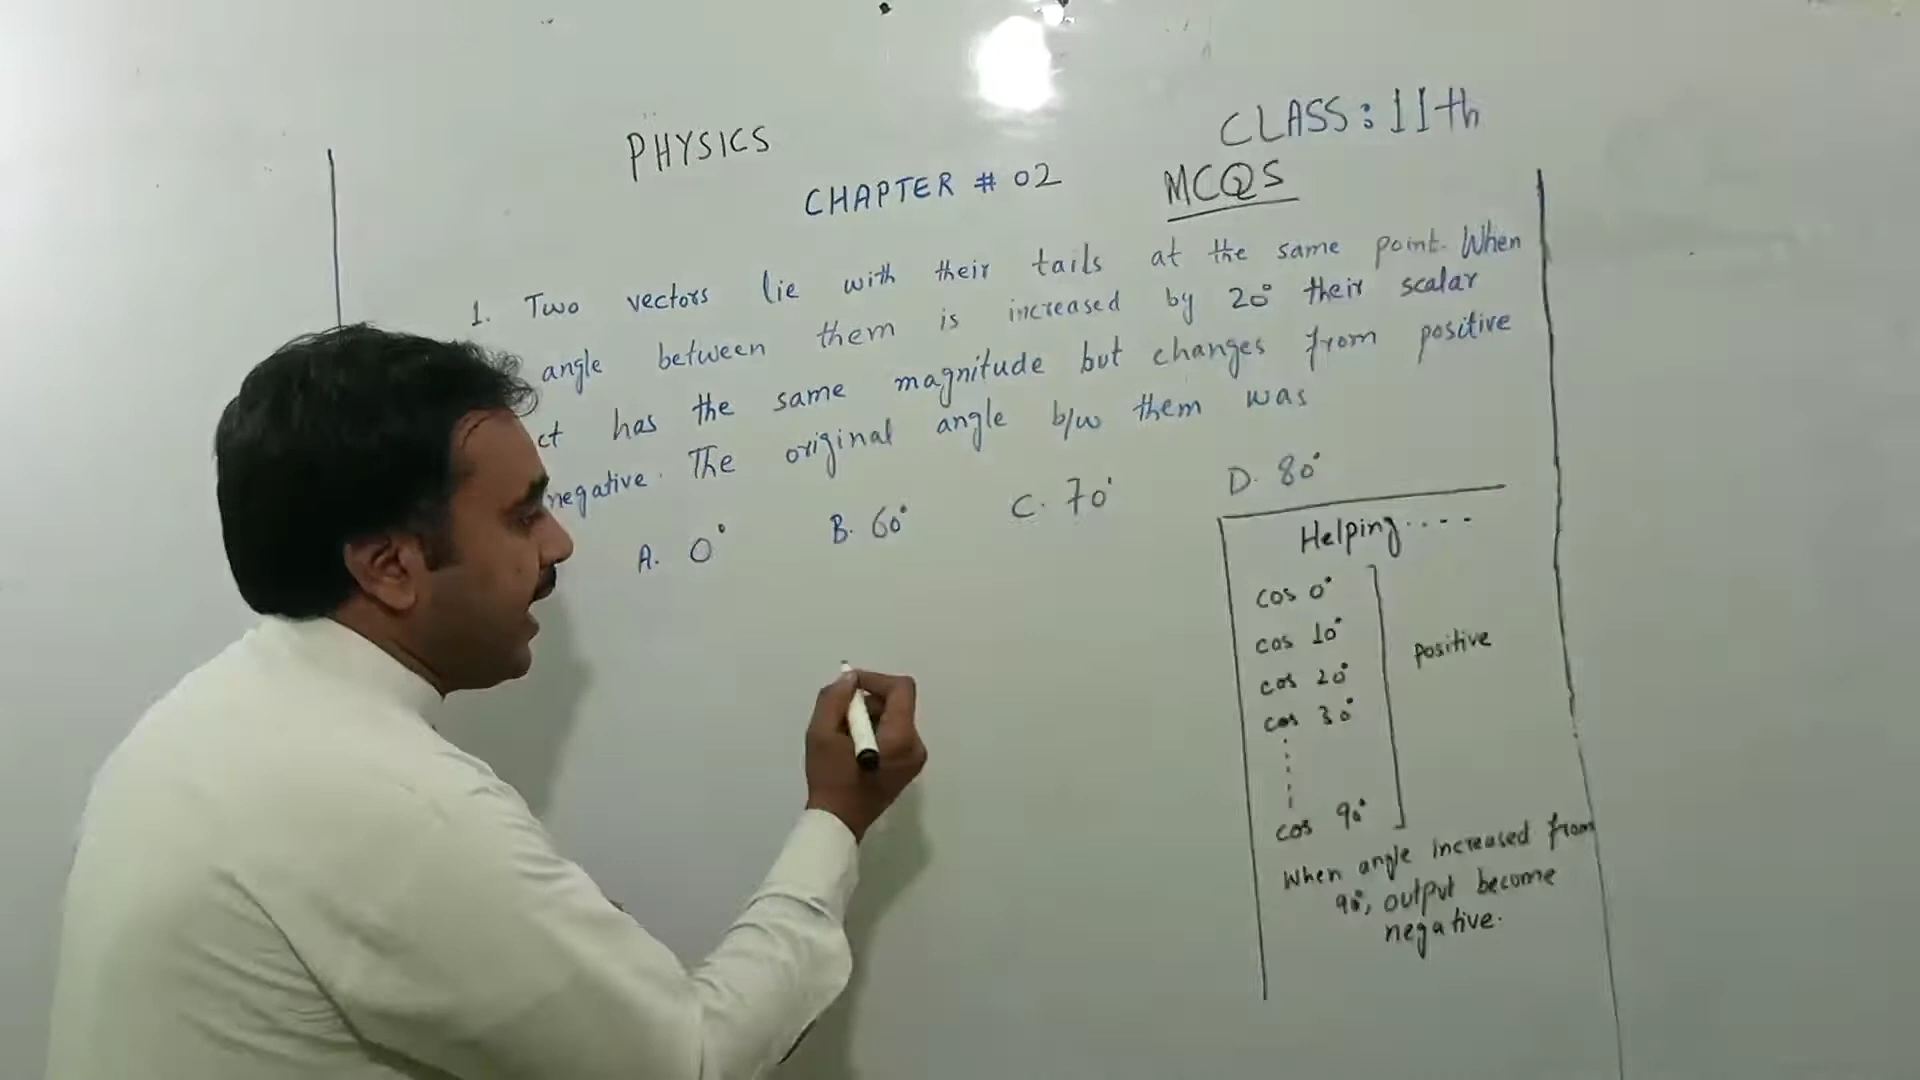 PHYSICS
CLASS: 11th
CHAPTER # 02 MCQS
1. Two vectors lie with their tails at the same point. When
angle between them is increased by 20° their scalar
ct has the same magnitude but changes from positive
negative. The original angle b/w them was
A. 0° B. 60° C. 70° D. 80°
Helping....
cos 0°
cos 10°
cos 20°
cos 30°
cos 90°
Positive
When angle increased from
90°, output become
negative.